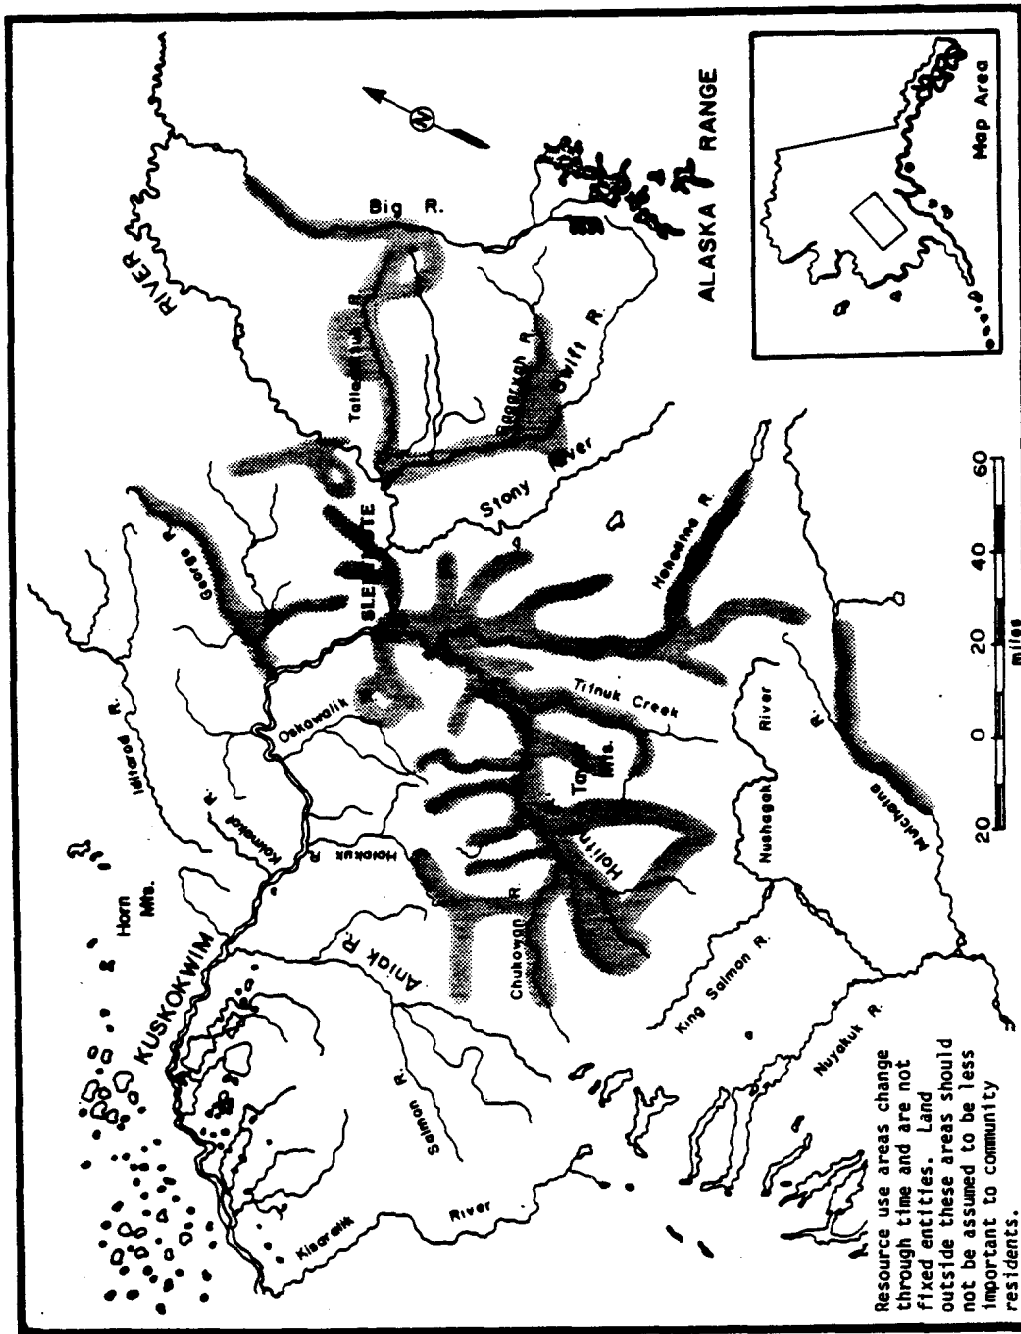 KUSKOKWIM
RIVER
Horn
Mts.
Iditarod R.
Kolmakof R.
George R.
Holokuk
R.
Oskawalik
Aniak R.
Salmon R.
Kisaralik
River
SLEETMUTE
Big R.
Swift R.
Stony
River
Hoholitna R.
Titnuk Creek
Taylor
Mts.
Holitna
Chukowan R.
Nushagak
River
King Salmon R.
Nuyakuk R.
Mulchatna
R.
ALASKA RANGE
N
Map Area
20
0
20
40
60
miles
Resource use areas change
through time and are not
fixed entities. Land
outside these areas should
not be assumed to be less
important to community
residents.